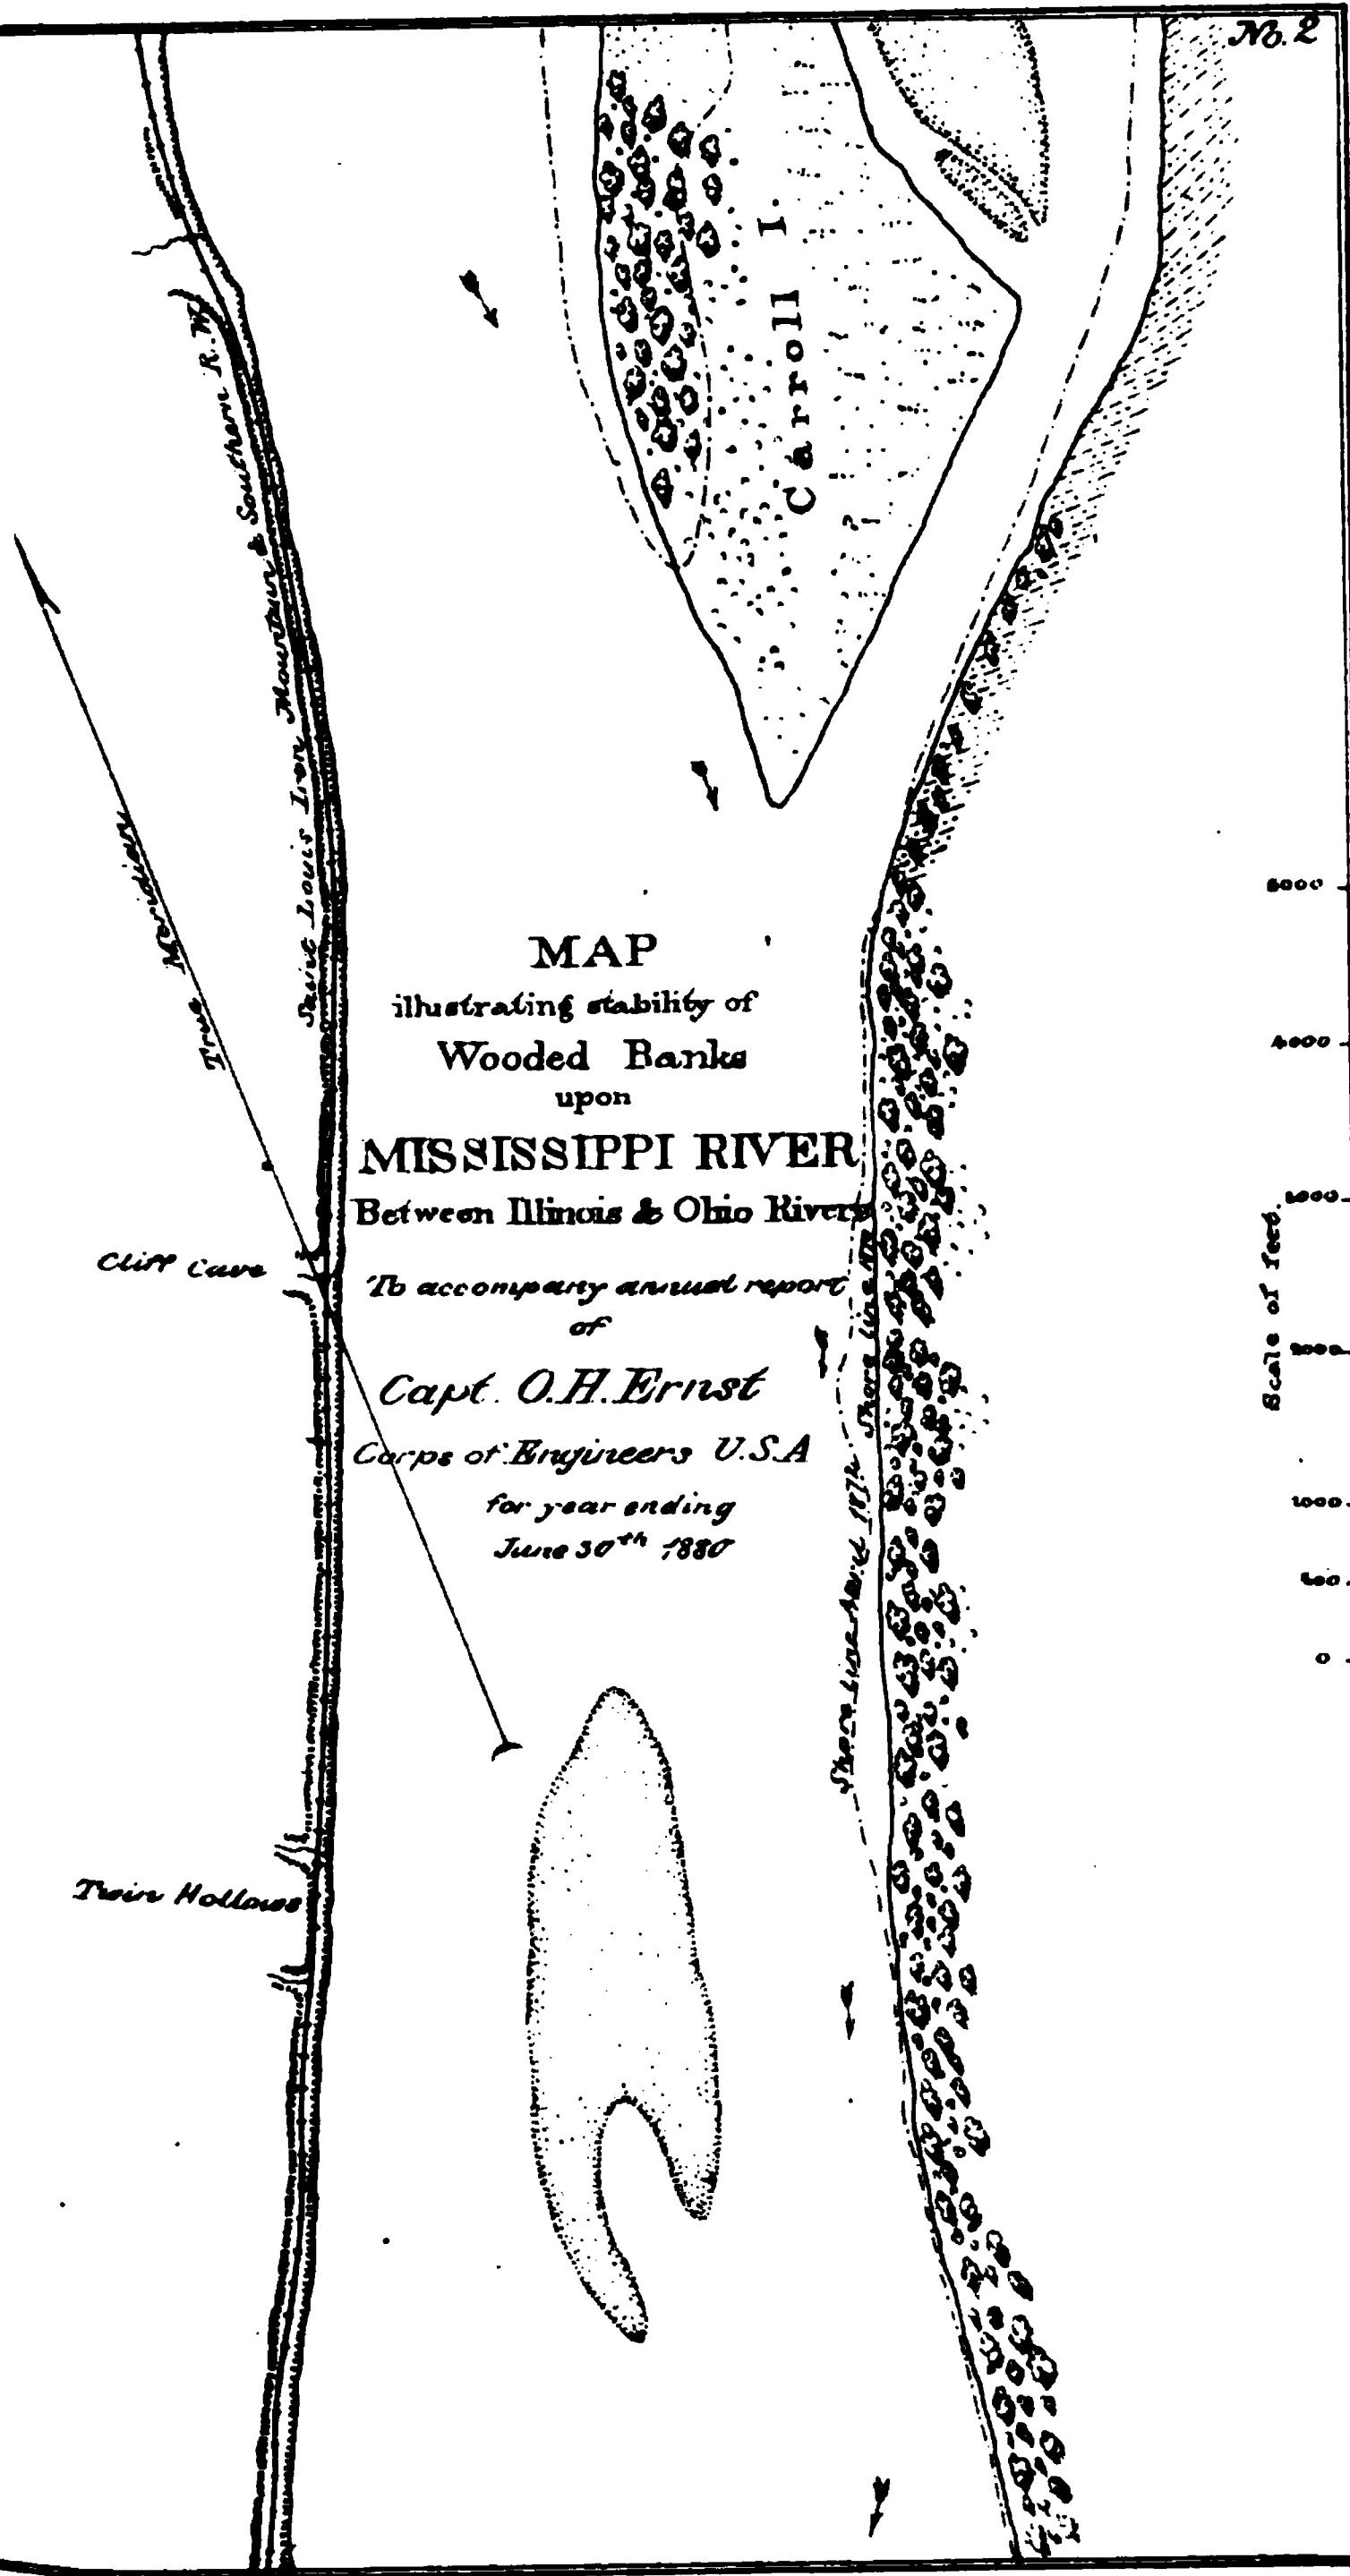 No. 2
Carroll I.
Saint Louis Iron Mountain & Southern R.W.
True Meridian
MAP
illustrating stability of
Wooded Banks
upon
MISSISSIPPI RIVER
Between Illinois & Ohio Rivers
To accompany annual report
of
Capt. O.H. Ernst
Corps of Engineers U.S.A
for year ending
June 30th 1880
Cliff Cave
Twin Hollows
Shore Line
Shore Line
Scale of feet.
5000
4000
2000
1000
500
0